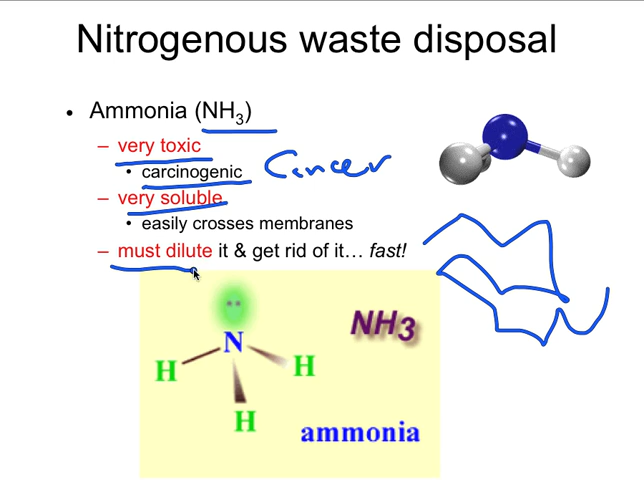 Nitrogenous waste disposal
• Ammonia (NH₃)
– very toxic
• carcinogenic Cancer
– very soluble
• easily crosses membranes
– must dilute it & get rid of it… fast!
NH3
N
H
H
H
ammonia